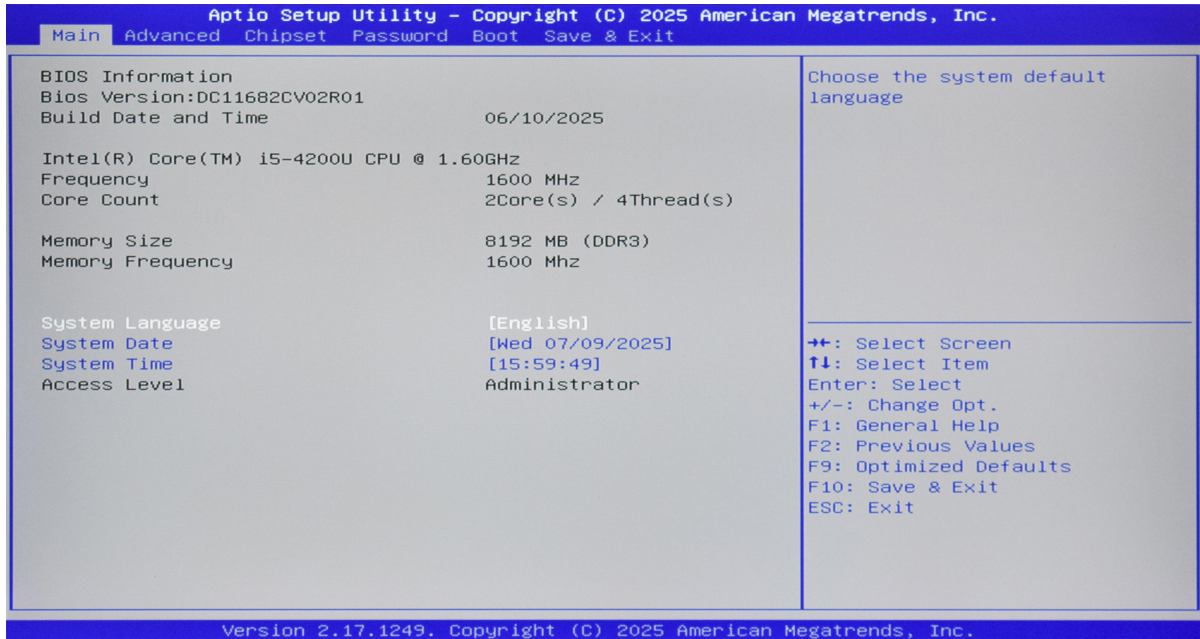 Aptio Setup Utility – Copyright (C) 2025 American Megatrends, Inc.
Main Advanced Chipset Password Boot Save & Exit
BIOS Information
Bios Version:DC11682CV02R01
Build Date and Time 06/10/2025
Intel(R) Core(TM) i5-4200U CPU @ 1.60GHz
Frequency 1600 MHz
Core Count 2Core(s) / 4Thread(s)
Memory Size 8192 MB (DDR3)
Memory Frequency 1600 Mhz
System Language [English]
System Date [Wed 07/09/2025]
System Time [15:59:49]
Access Level Administrator
Choose the system default
language
→←: Select Screen
↑↓: Select Item
Enter: Select
+/-: Change Opt.
F1: General Help
F2: Previous Values
F9: Optimized Defaults
F10: Save & Exit
ESC: Exit
Version 2.17.1249. Copyright (C) 2025 American Megatrends, Inc.